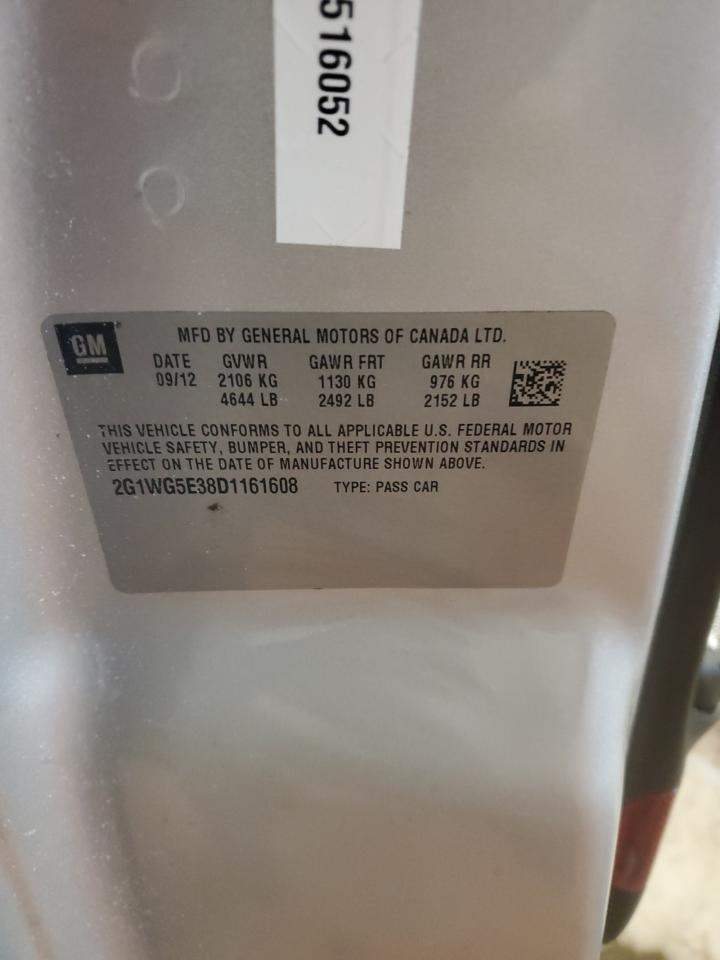 516052
GM
MFD BY GENERAL MOTORS OF CANADA LTD.
DATE GVWR GAWR FRT GAWR RR
09/12 2106 KG 1130 KG 976 KG
4644 LB 2492 LB 2152 LB
THIS VEHICLE CONFORMS TO ALL APPLICABLE U.S. FEDERAL MOTOR
VEHICLE SAFETY, BUMPER, AND THEFT PREVENTION STANDARDS IN
EFFECT ON THE DATE OF MANUFACTURE SHOWN ABOVE.
2G1WG5E38D1161608 TYPE: PASS CAR